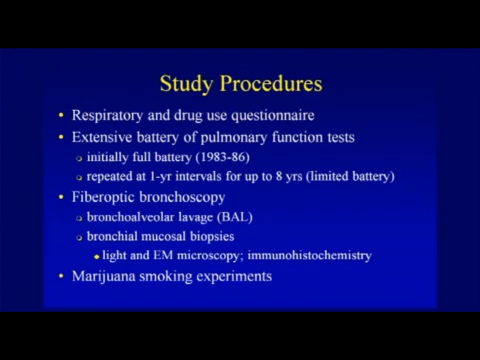 Study Procedures
• Respiratory and drug use questionnaire
• Extensive battery of pulmonary function tests
○ initially full battery (1983-86)
○ repeated at 1-yr intervals for up to 8 yrs (limited battery)
• Fiberoptic bronchoscopy
○ bronchoalveolar lavage (BAL)
○ bronchial mucosal biopsies
◆ light and EM microscopy; immunohistochemistry
• Marijuana smoking experiments